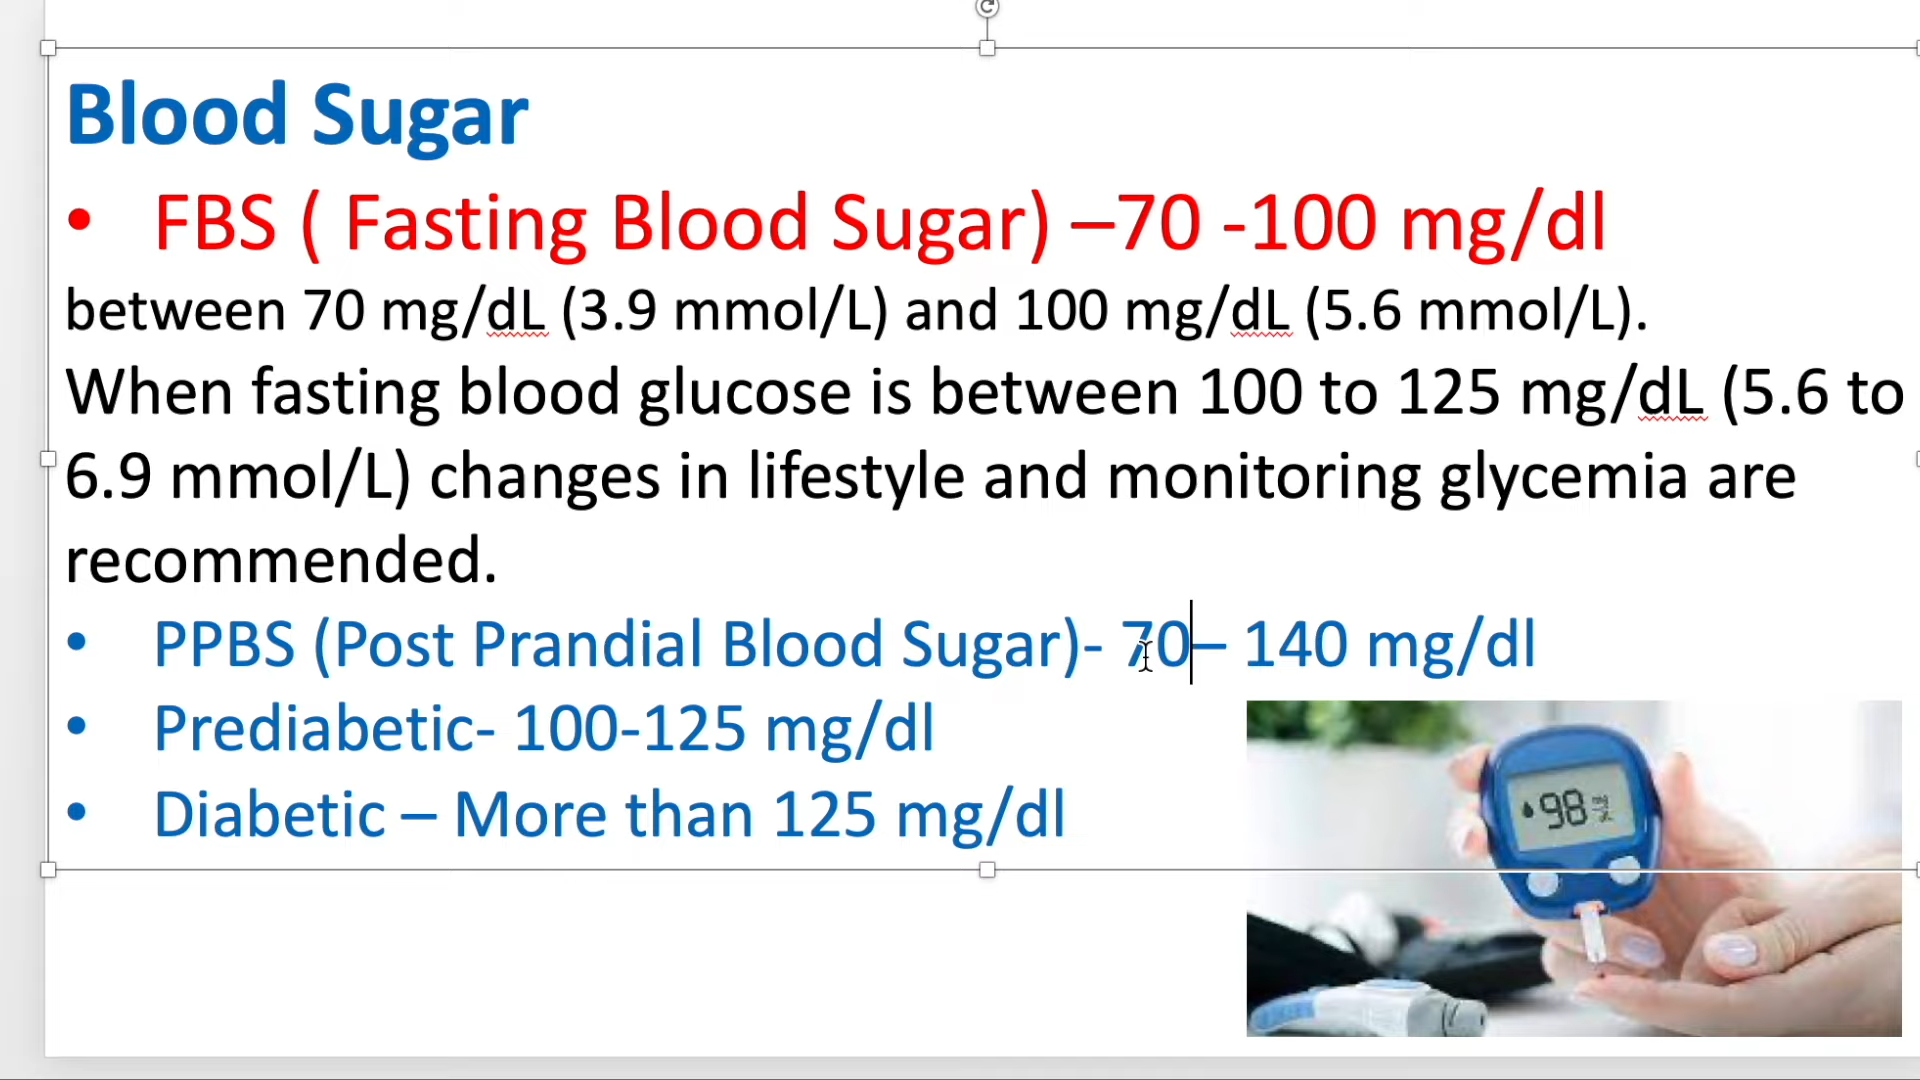 Blood Sugar
• FBS ( Fasting Blood Sugar) –70 -100 mg/dl
between 70 mg/dL (3.9 mmol/L) and 100 mg/dL (5.6 mmol/L).
When fasting blood glucose is between 100 to 125 mg/dL (5.6 to
6.9 mmol/L) changes in lifestyle and monitoring glycemia are
recommended.
• PPBS (Post Prandial Blood Sugar)- 70– 140 mg/dl
• Prediabetic- 100-125 mg/dl
• Diabetic – More than 125 mg/dl
98 mg/dL